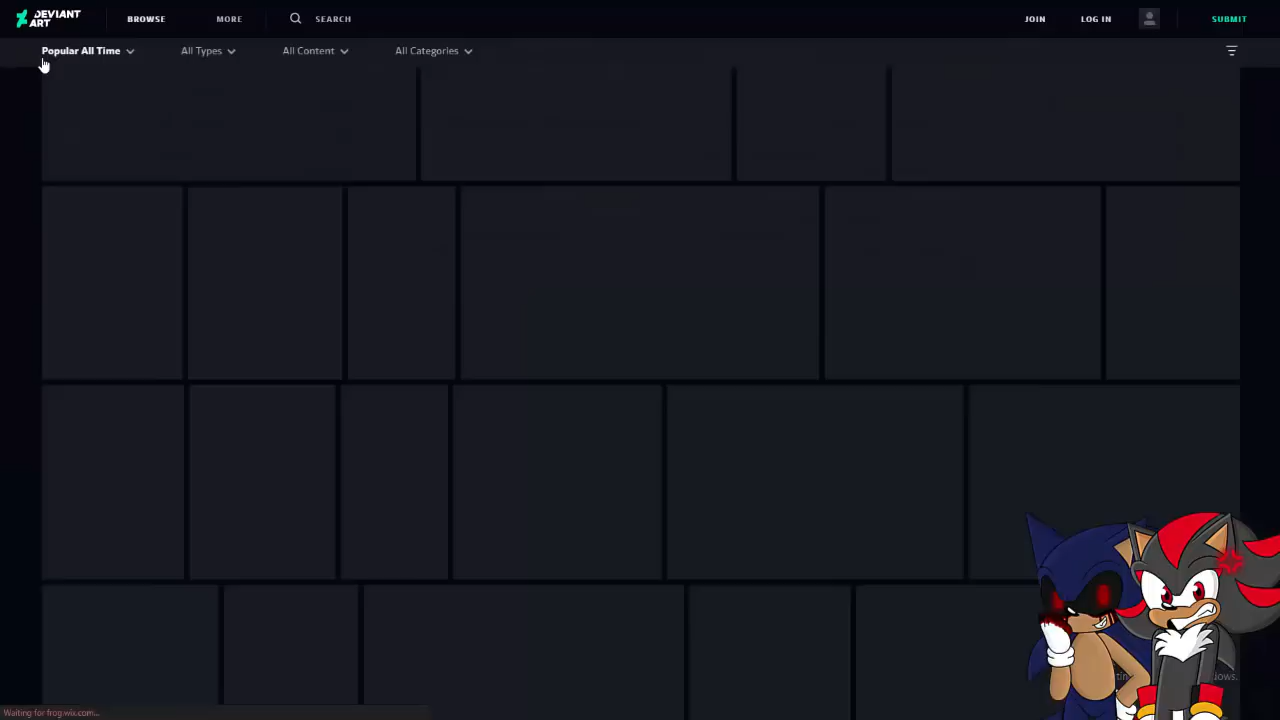 DEVIANT
ART
BROWSE
MORE
SEARCH
JOIN
LOG IN
SUBMIT
Popular All Time
All Types
All Content
All Categories
Waiting for frog.wix.com...